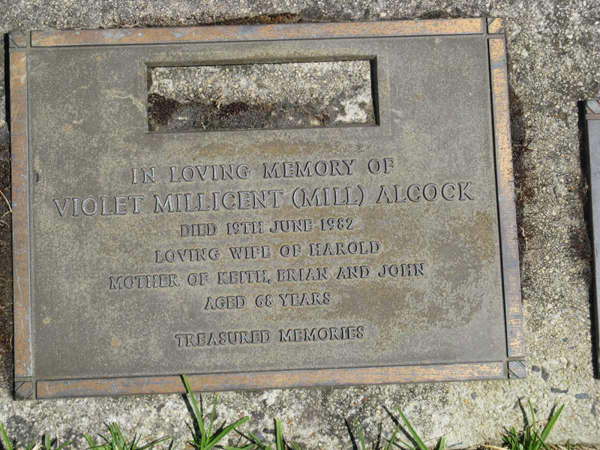 IN LOVING MEMORY OF
VIOLET MILLICENT (MILL) ALCOCK
DIED 19TH JUNE 1982
LOVING WIFE OF HAROLD
MOTHER OF KEITH, BRIAN AND JOHN
AGED 68 YEARS
TREASURED MEMORIES